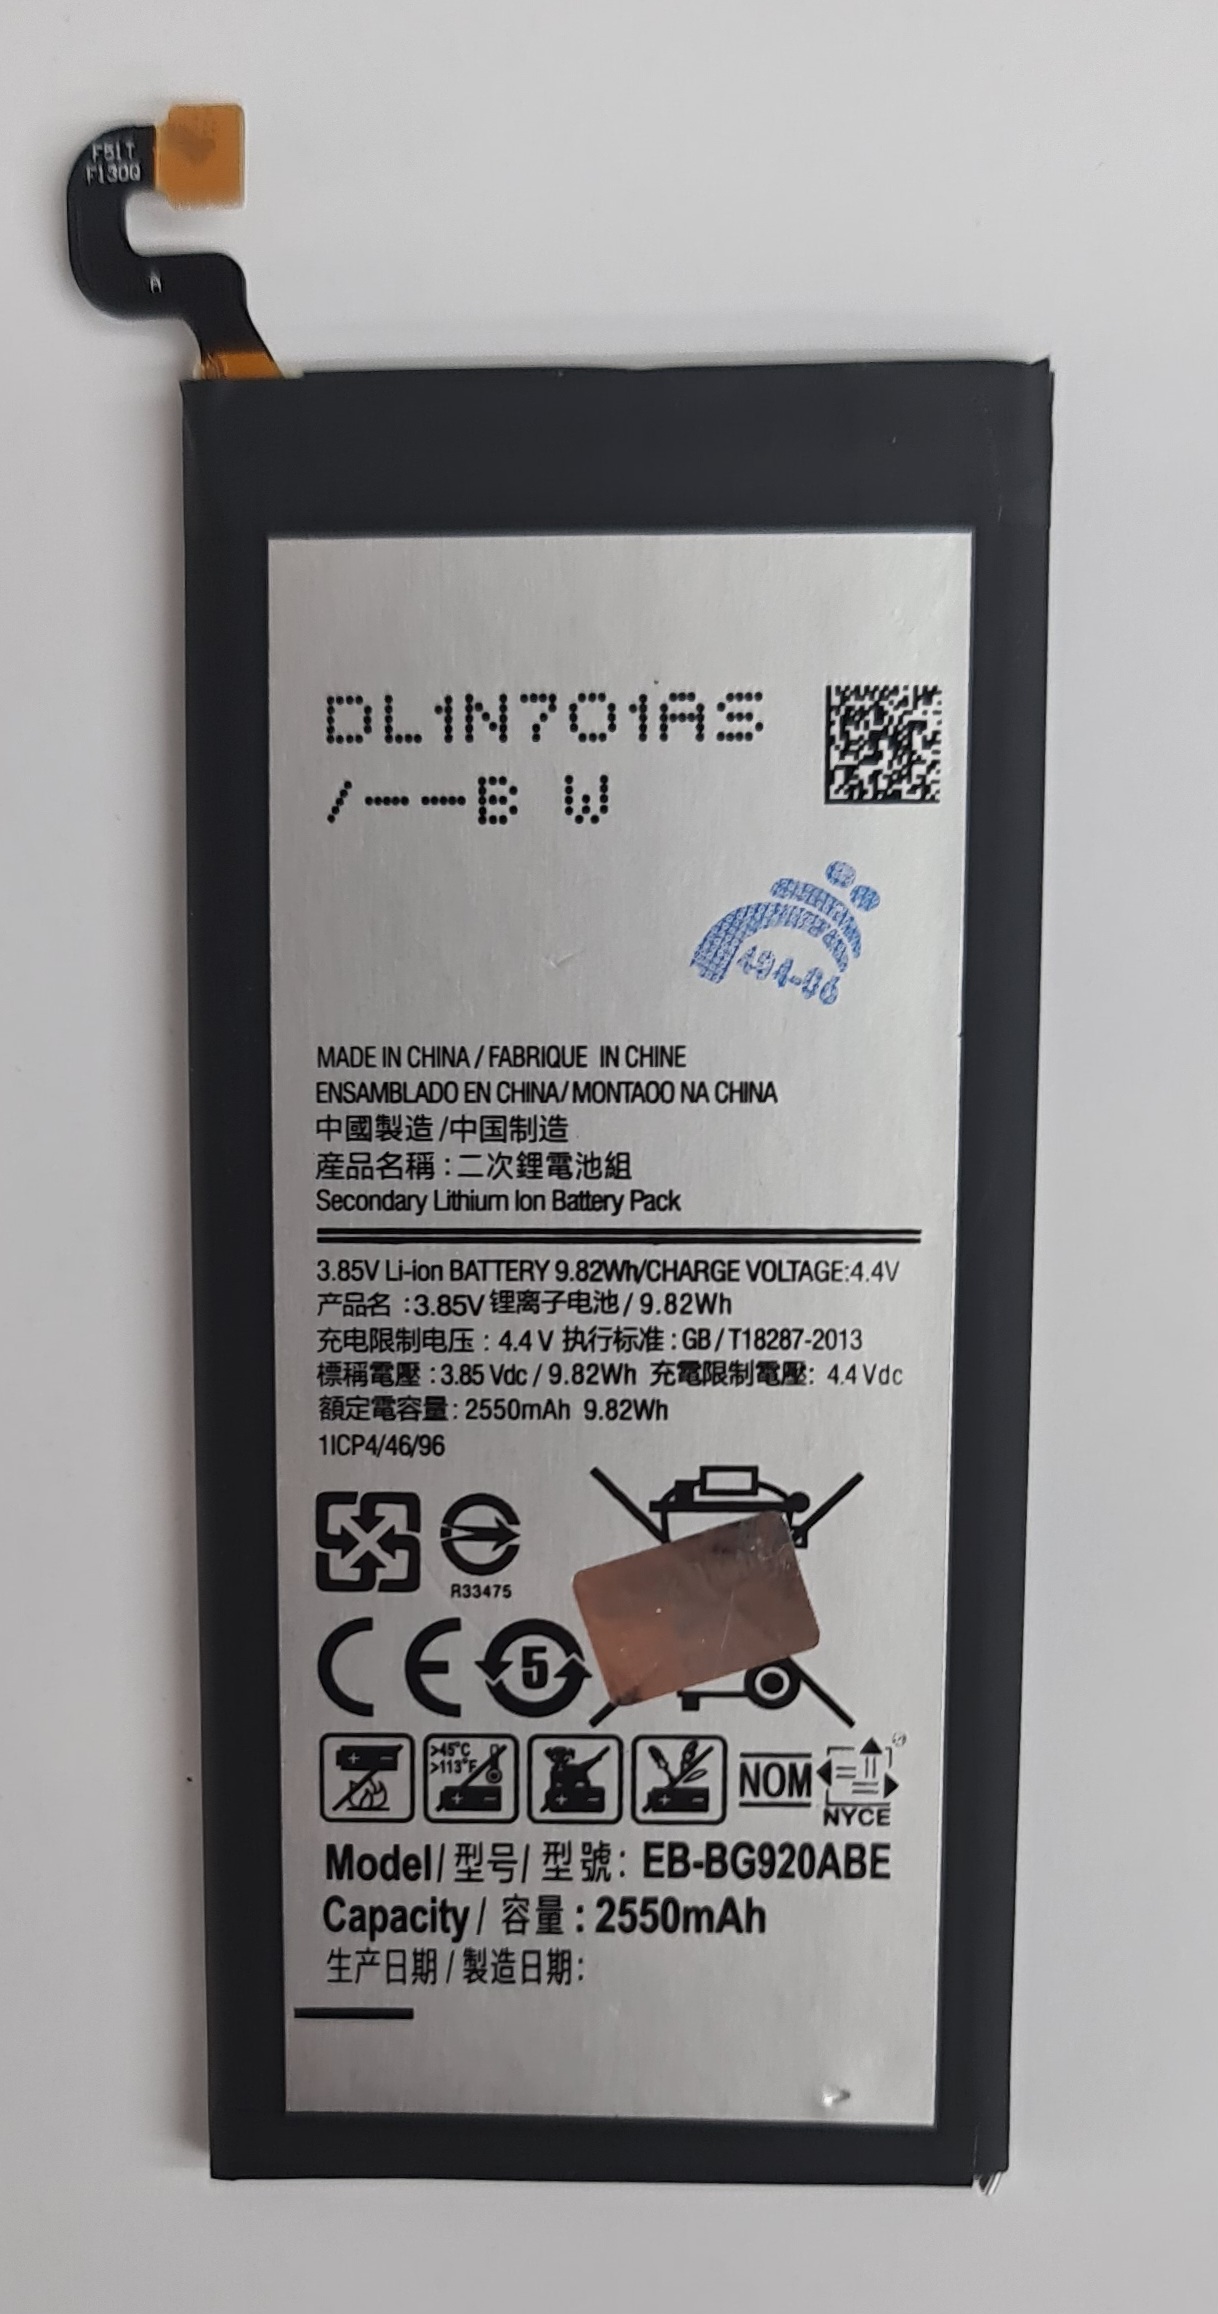 F51T
F130Q
A
DL1N701AS
/--B W
494-06
MADE IN CHINA / FABRIQUE IN CHINE
ENSAMBLADO EN CHINA/ MONTAOO NA CHINA
中國製造 /中国制造
産品名稱 : 二次鋰電池組
Secondary Lithium Ion Battery Pack
3.85V Li-ion BATTERY 9.82Wh/CHARGE VOLTAGE:4.4V
产品名 :3.85V 锂离子电池 / 9.82Wh
充电限制电压 : 4.4 V 执行标准 : GB / T18287-2013
標稱電壓 : 3.85 Vdc / 9.82Wh 充電限制電壓: 4.4 Vdc
額定電容量 : 2550mAh 9.82Wh
1ICP4/46/96
R33475
CE 5
>45°C
>113°F
NOM
NYCE
Model/ 型号/ 型號 : EB-BG920ABE
Capacity / 容量 : 2550mAh
生产日期 / 製造日期 :